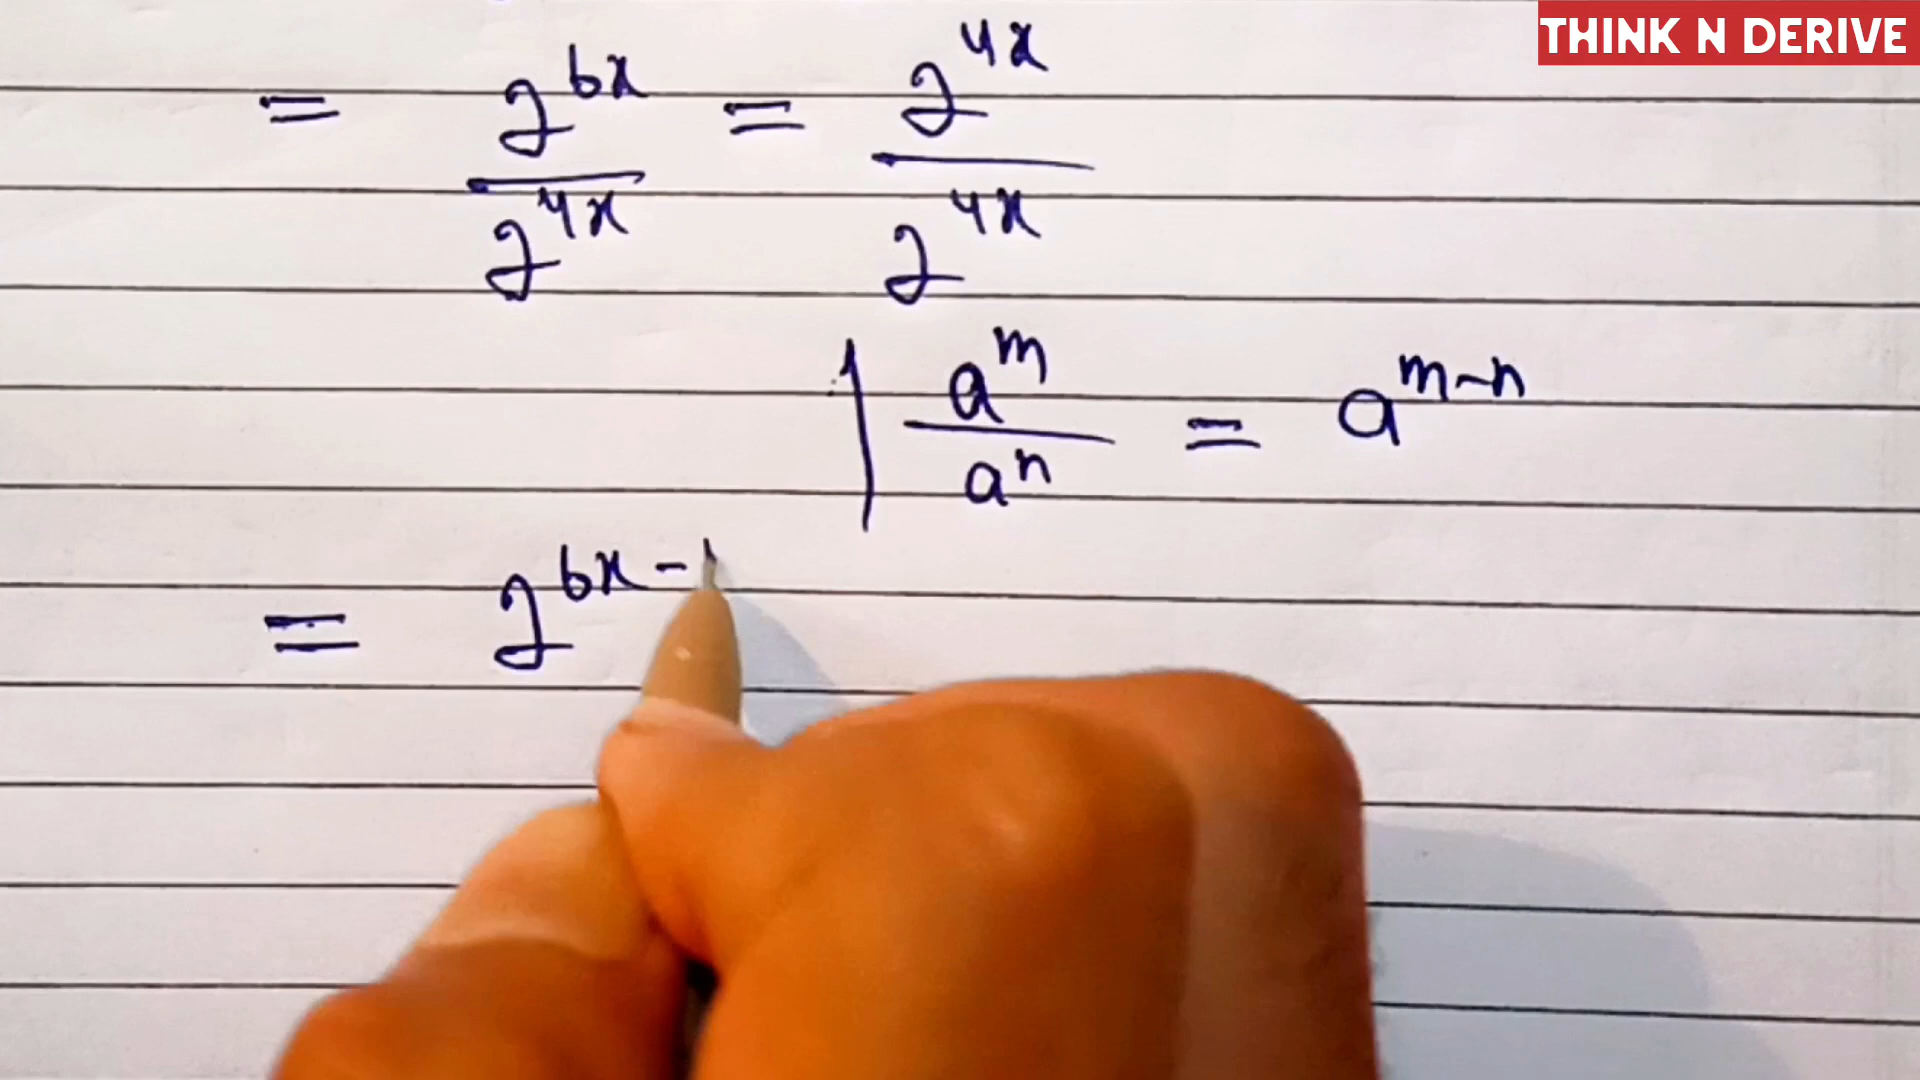 THINK N DERIVE
= 2^{6x} / 2^{4x} = 2^{4x} / 2^{4x}
| a^m / a^n = a^{m-n}
= 2^{6x-